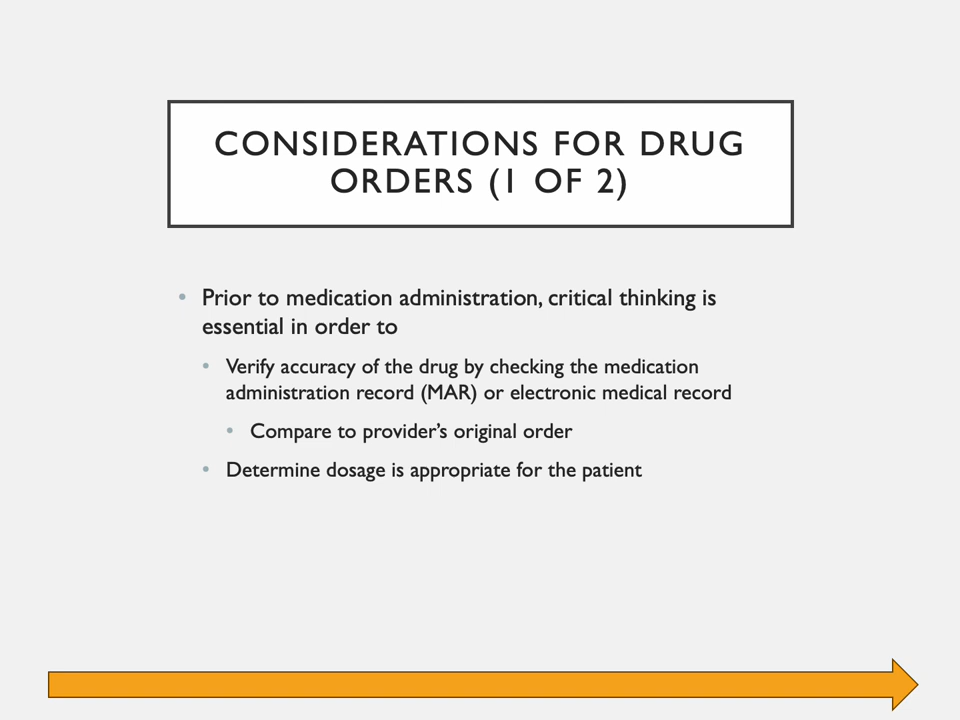 CONSIDERATIONS FOR DRUG
ORDERS (1 OF 2)
• Prior to medication administration, critical thinking is
essential in order to
• Verify accuracy of the drug by checking the medication
administration record (MAR) or electronic medical record
• Compare to provider’s original order
• Determine dosage is appropriate for the patient